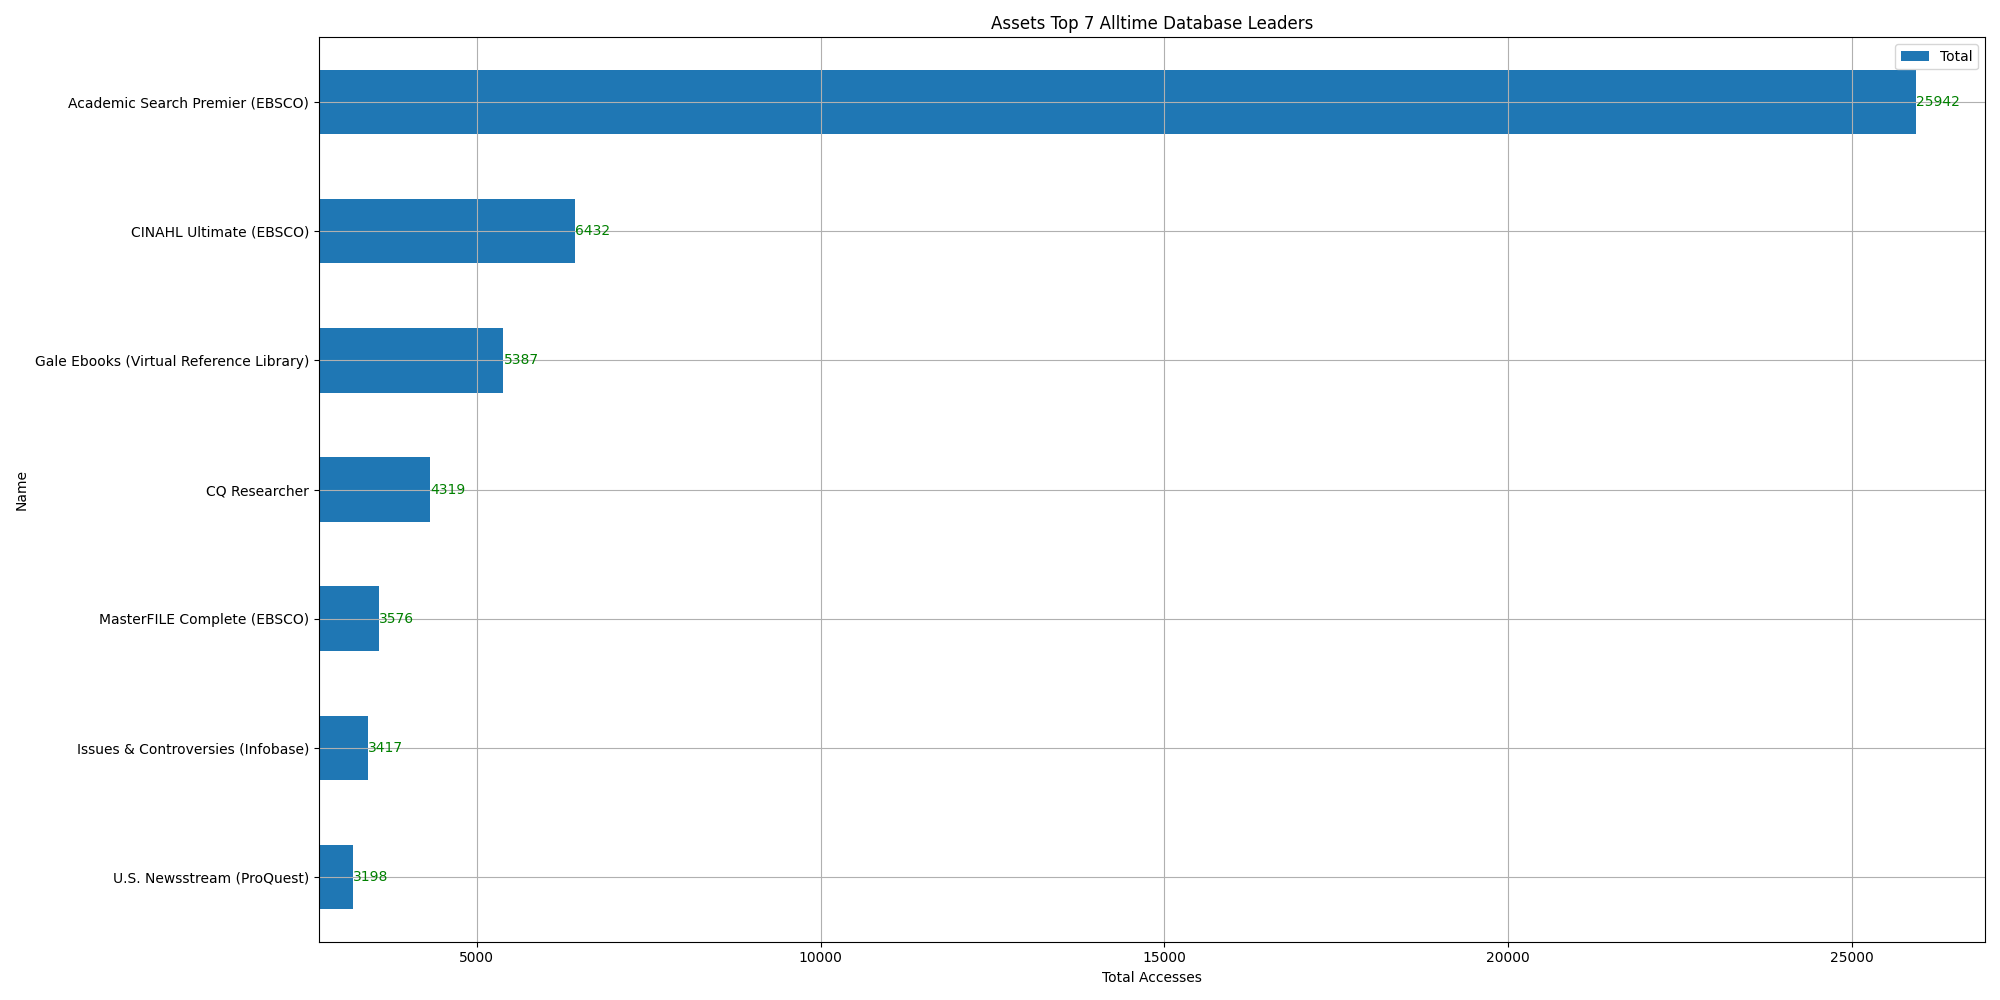 Assets Top 7 Alltime Database Leaders
Total
Academic Search Premier (EBSCO)
25942
CINAHL Ultimate (EBSCO)
6432
Gale Ebooks (Virtual Reference Library)
5387
CQ Researcher
4319
MasterFILE Complete (EBSCO)
3576
Issues & Controversies (Infobase)
3417
U.S. Newsstream (ProQuest)
3198
Name
5000 10000 15000 20000 25000
Total Accesses